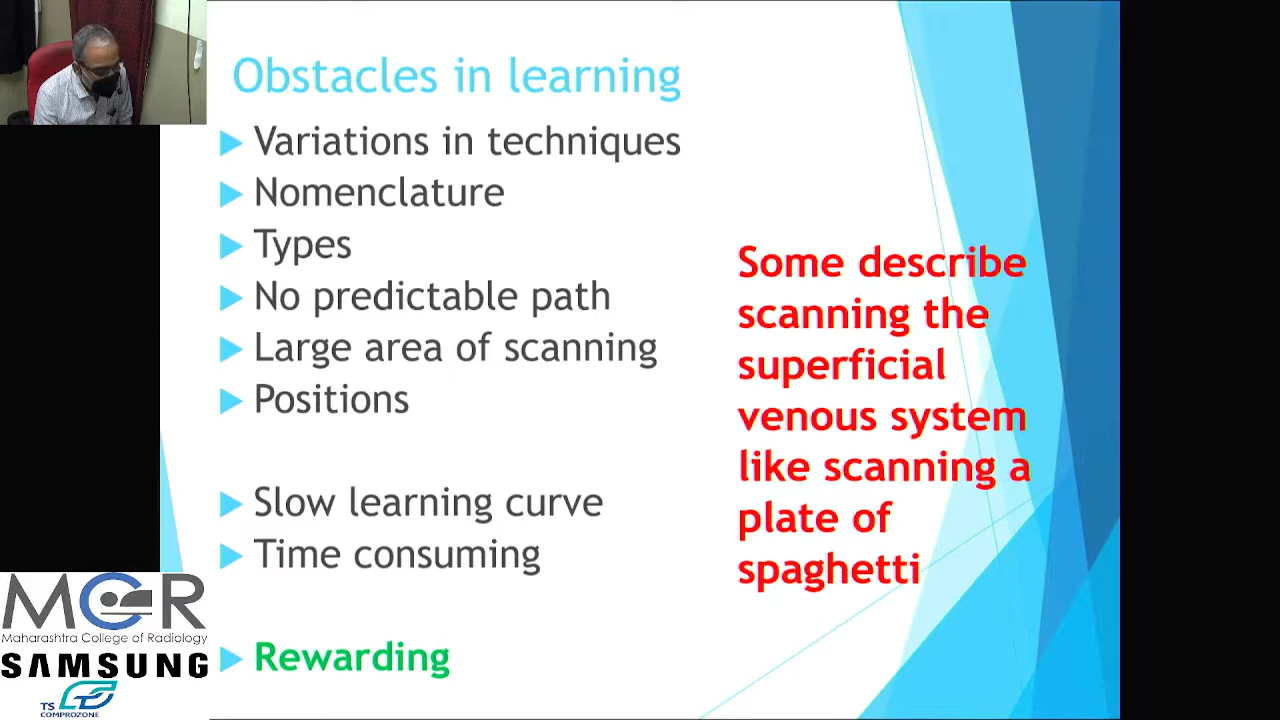 Obstacles in learning
Variations in techniques
Nomenclature
Types
No predictable path
Large area of scanning
Positions
Slow learning curve
Time consuming
Rewarding
Some describe
scanning the
superficial
venous system
like scanning a
plate of
spaghetti
MCR
Maharashtra College of Radiology
SAMSUNG
TS
COMPROZONE